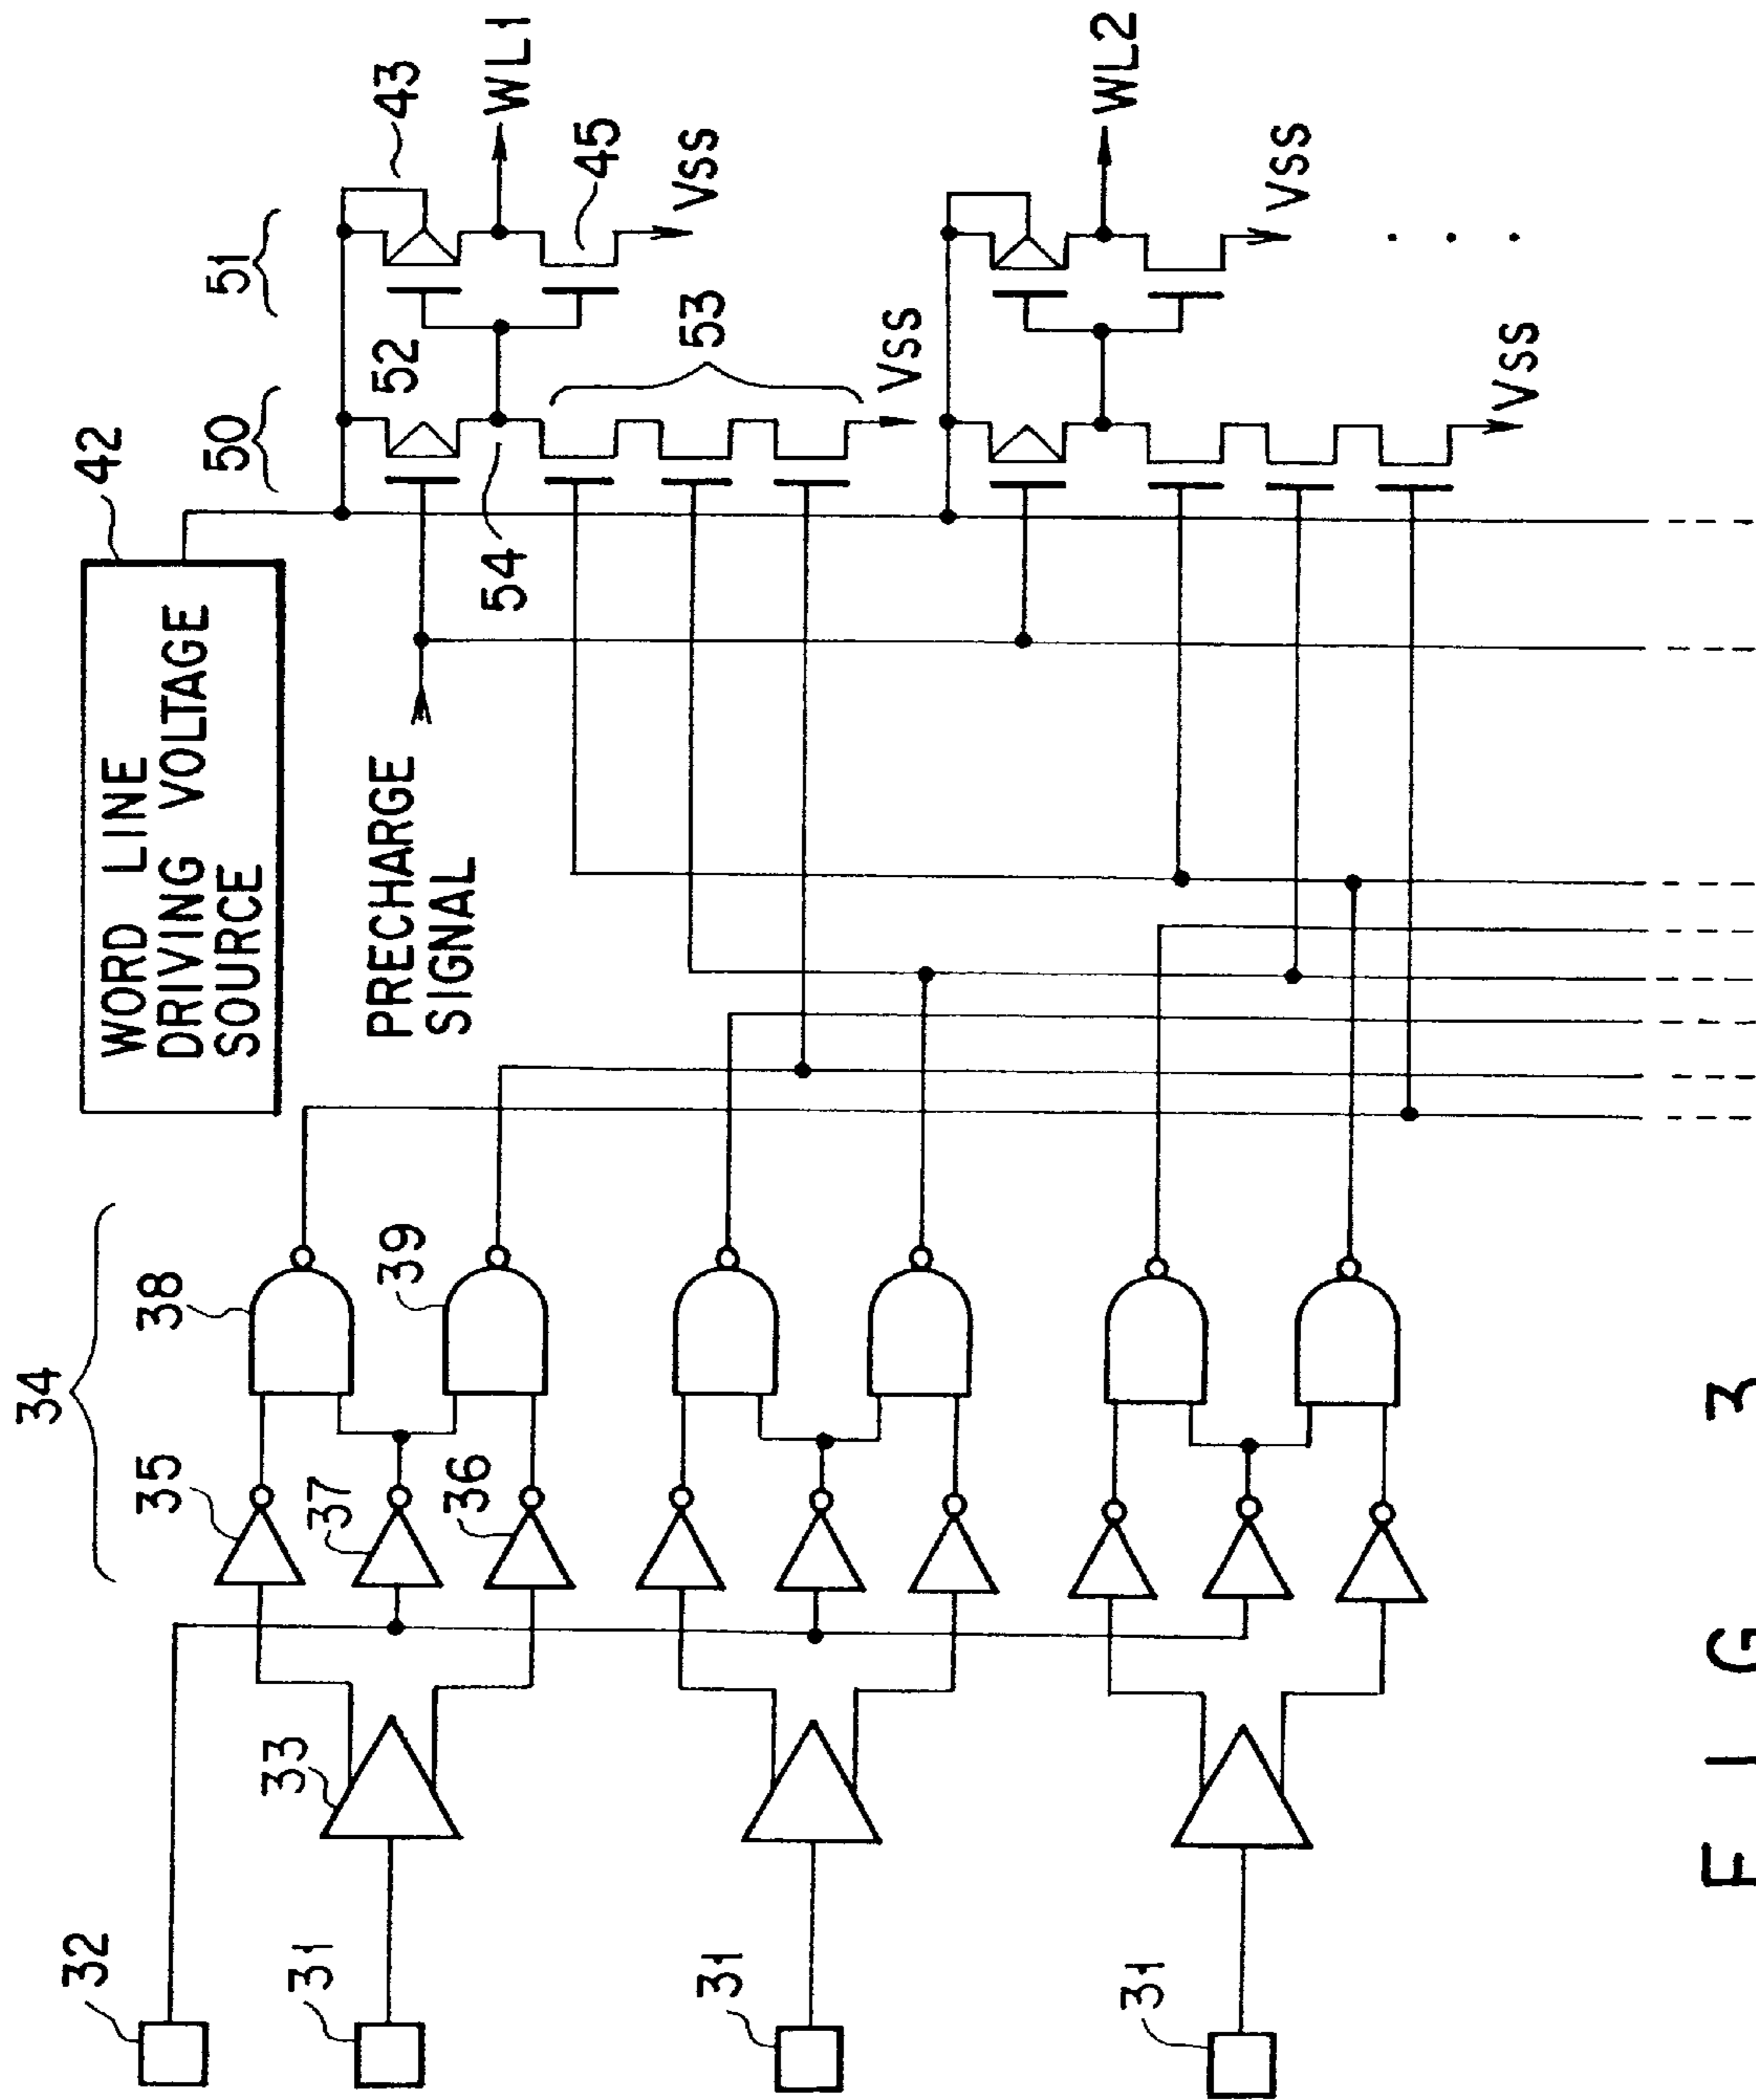 42
WORD LINE
DRIVING VOLTAGE
SOURCE
50
51
43
52
WL1
45
54
53
VSS
VSS
PRECHARGE
SIGNAL
WL2
VSS
VSS
34
38
35
39
37
36
33
32
31
31
31
FIG 3